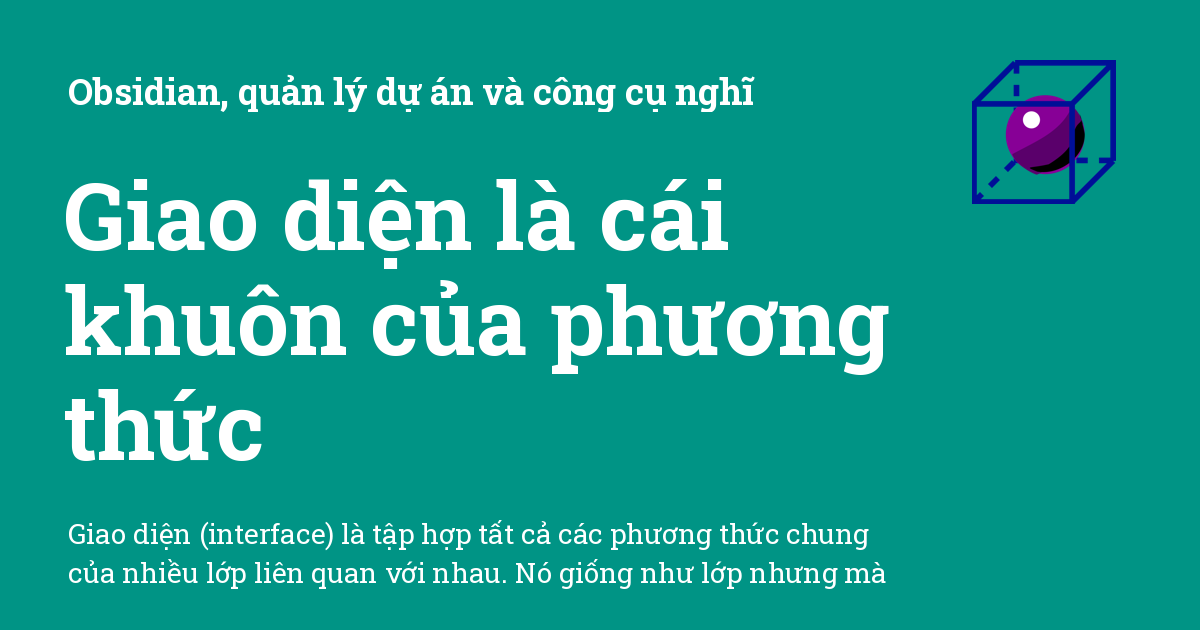 Obsidian, quản lý dự án và công cụ nghĩ
Giao diện là cái
khuôn của phương
thức
Giao diện (interface) là tập hợp tất cả các phương thức chung
của nhiều lớp liên quan với nhau. Nó giống như lớp nhưng mà